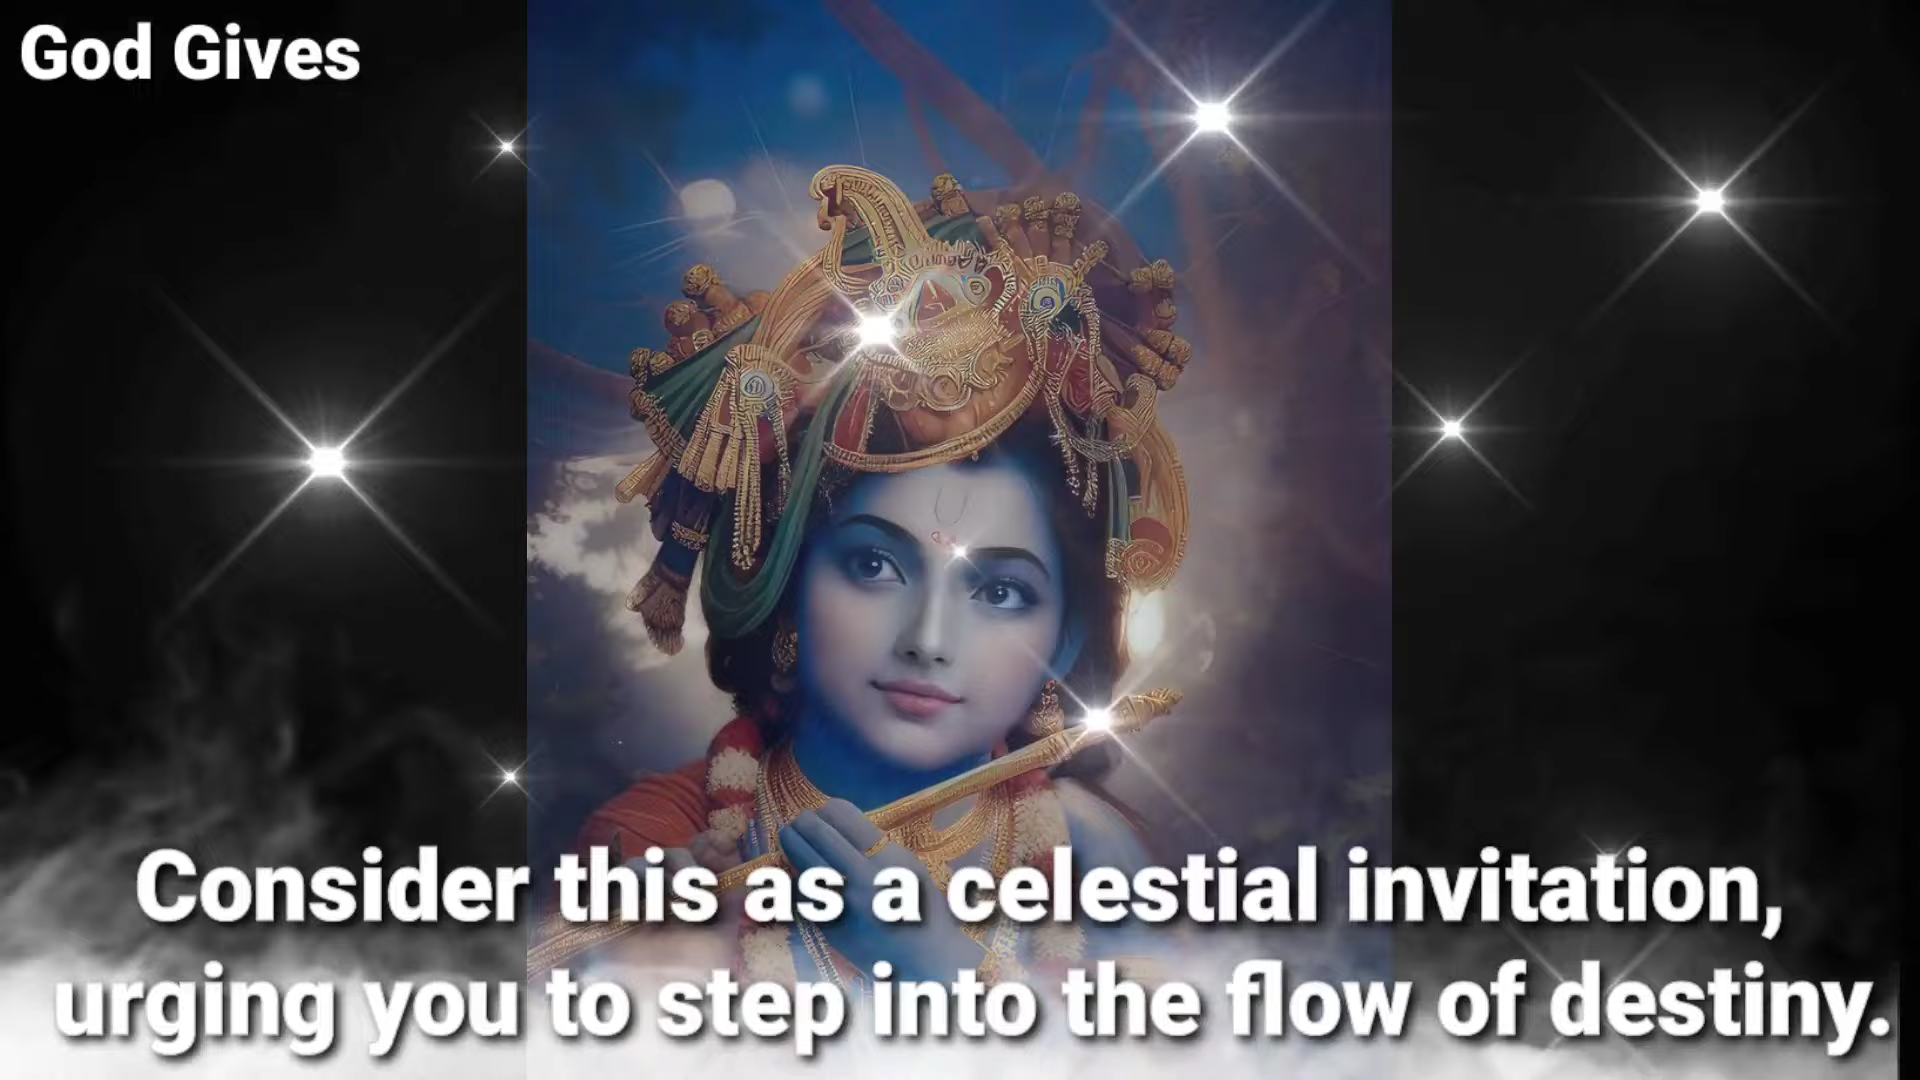 God Gives
Consider this as a celestial invitation,
urging you to step into the flow of destiny.